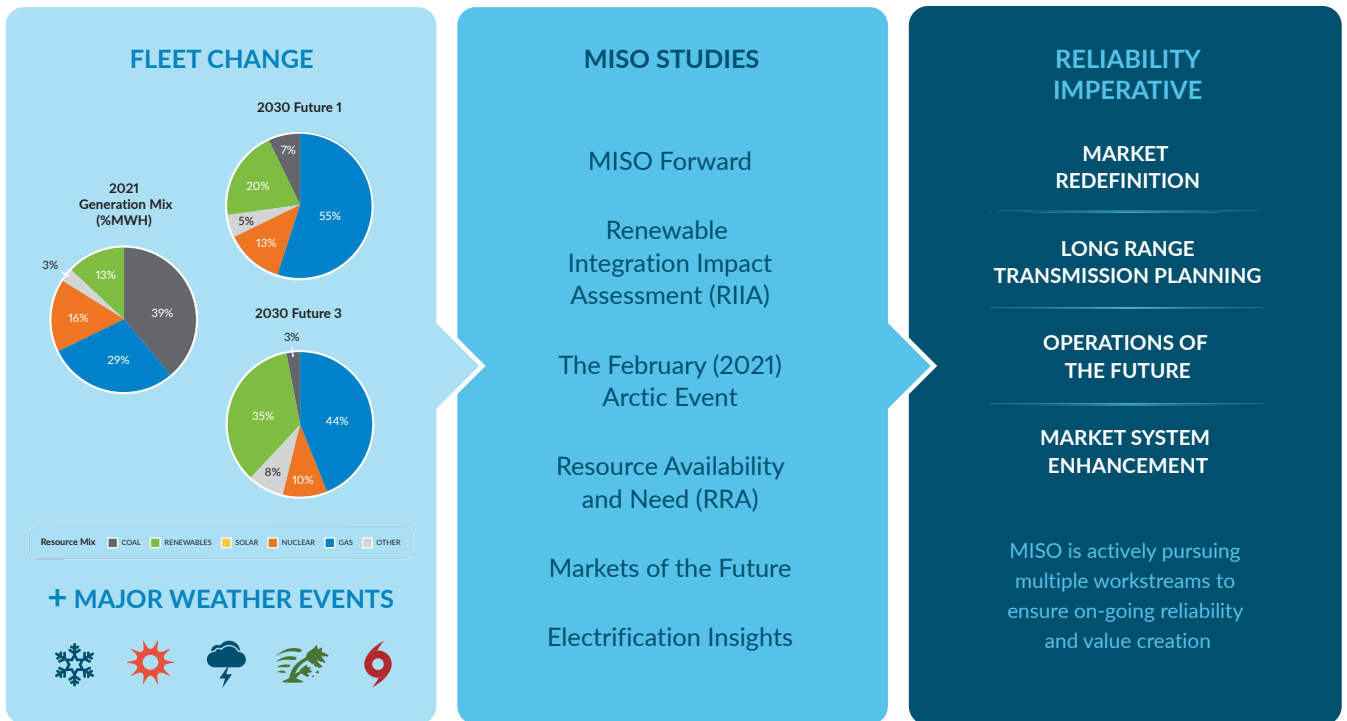 FLEET CHANGE
2030 Future 1
7%
20%
55%
5%
13%
2021
Generation Mix
(%MWH)
3%
13%
39%
16%
29%
2030 Future 3
3%
35%
44%
8%
10%
Resource Mix COAL RENEWABLES SOLAR NUCLEAR GAS OTHER
+ MAJOR WEATHER EVENTS
MISO STUDIES
MISO Forward
Renewable
Integration Impact
Assessment (RIIA)
The February (2021)
Arctic Event
Resource Availability
and Need (RRA)
Markets of the Future
Electrification Insights
RELIABILITY
IMPERATIVE
MARKET
REDEFINITION
LONG RANGE
TRANSMISSION PLANNING
OPERATIONS OF
THE FUTURE
MARKET SYSTEM
ENHANCEMENT
MISO is actively pursuing
multiple workstreams to
ensure on-going reliability
and value creation